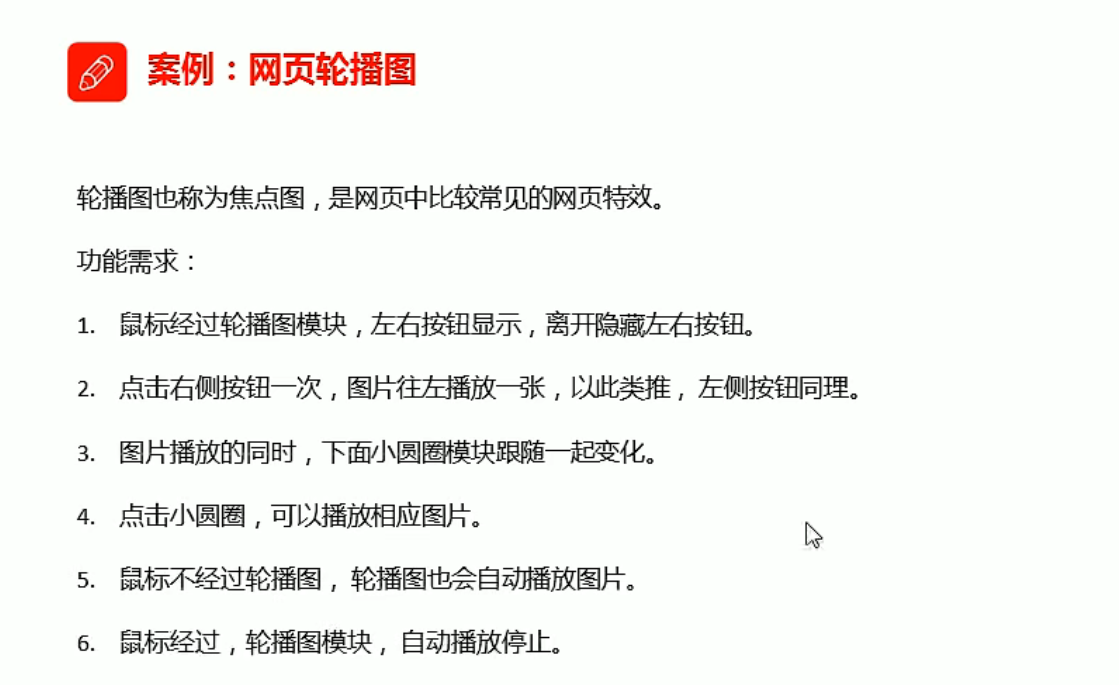 案例：网页轮播图
轮播图也称为焦点图，是网页中比较常见的网页特效。
功能需求：
1. 鼠标经过轮播图模块，左右按钮显示，离开隐藏左右按钮。
2. 点击右侧按钮一次，图片往左播放一张，以此类推， 左侧按钮同理。
3. 图片播放的同时，下面小圆圈模块跟随一起变化。
4. 点击小圆圈，可以播放相应图片。
5. 鼠标不经过轮播图， 轮播图也会自动播放图片。
6. 鼠标经过，轮播图模块， 自动播放停止。